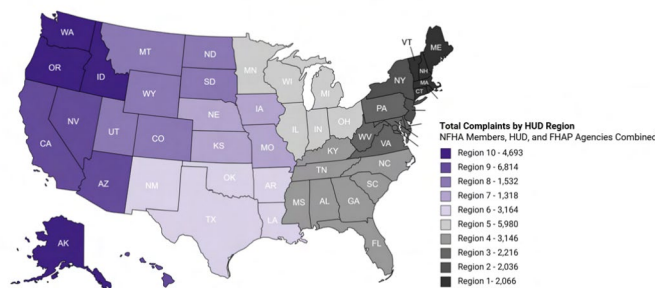 WA
MT
ND
VT
ME
OR
ID
MN
NH
SD
WI
NY
MA
WY
MI
CT
IA
PA
NE
NV
OH
UT
IL
IN
CA
CO
WV
VA
KS
MO
KY
NC
TN
AZ
OK
NM
AR
SC
MS
AL
GA
TX
LA
AK
FL
Total Complaints by HUD Region
NFHA Members, HUD, and FHAP Agencies Combined
Region 10 - 4,693
Region 9 - 6,814
Region 8 - 1,532
Region 7 - 1,318
Region 6 - 3,164
Region 5 - 5,980
Region 4 - 3,146
Region 3 - 2,216
Region 2 - 2,036
Region 1- 2,066